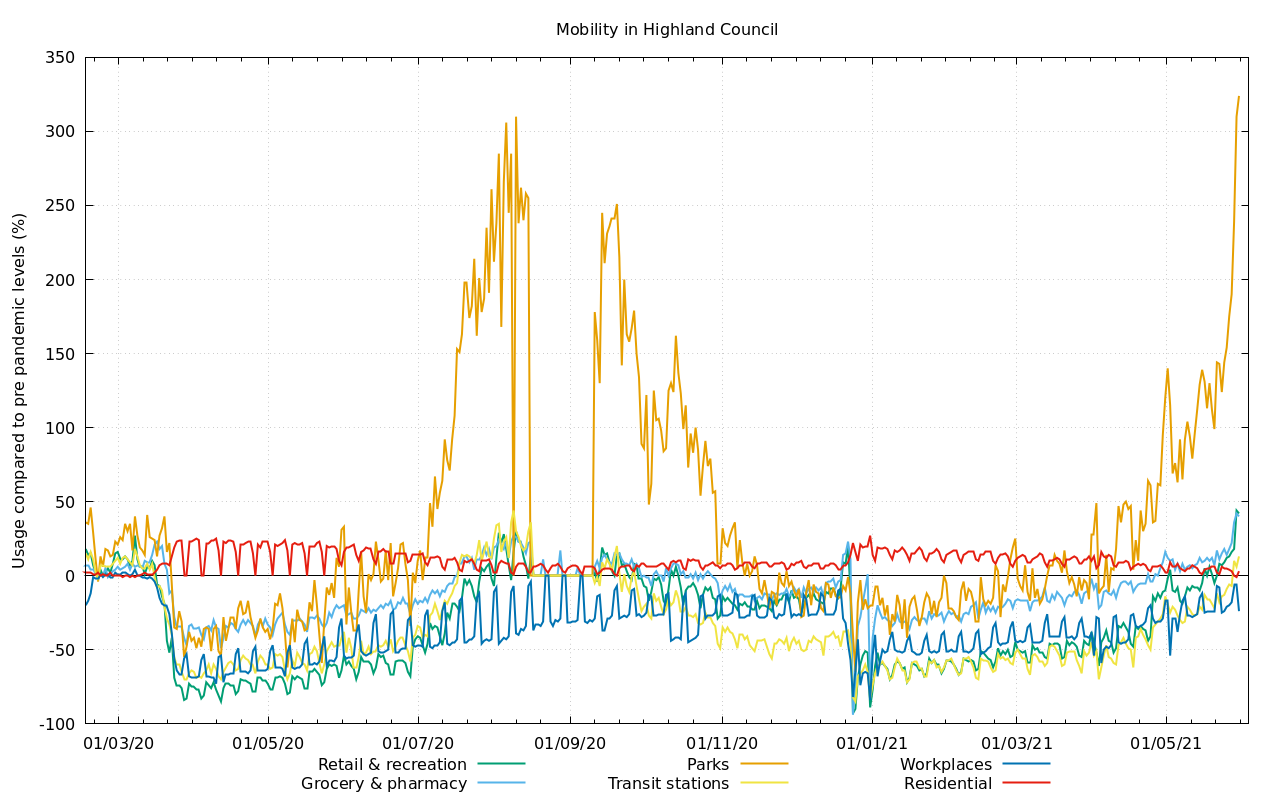 Mobility in Highland Council
Usage compared to pre pandemic levels (%)
350
300
250
200
150
100
50
0
-50
-100
01/03/20 01/05/20 01/07/20 01/09/20 01/11/20 01/01/21 01/03/21 01/05/21
Retail & recreation Parks Workplaces
Grocery & pharmacy Transit stations Residential